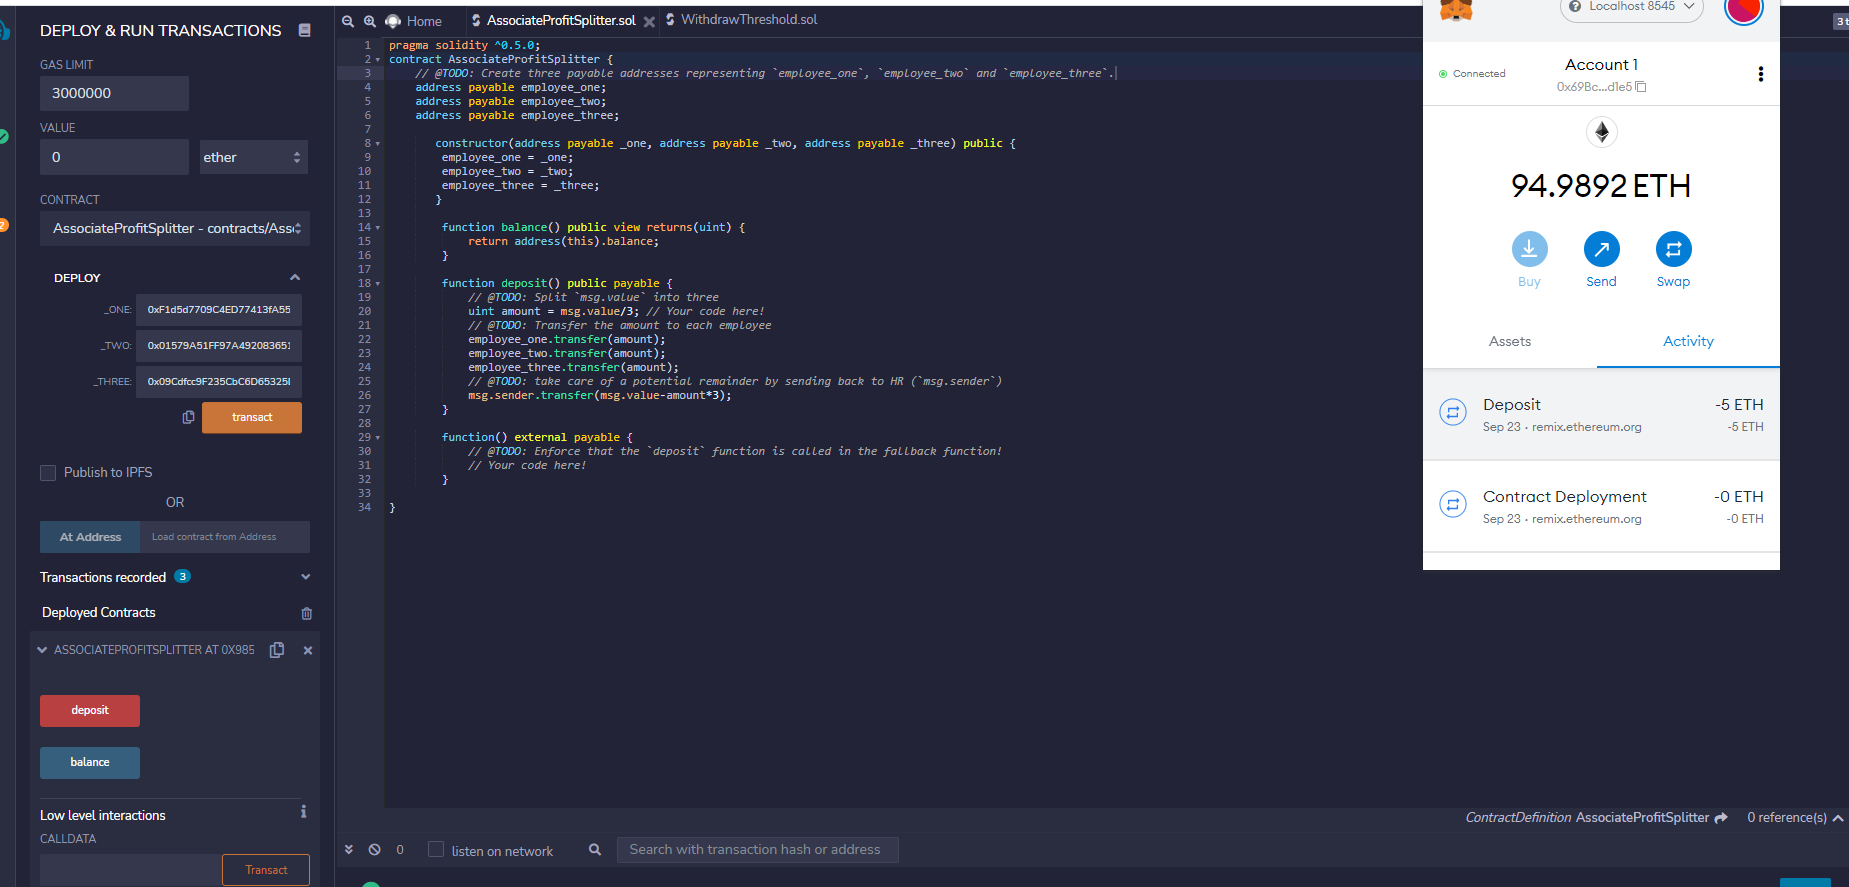 DEPLOY & RUN TRANSACTIONS
GAS LIMIT
3000000
VALUE
0
ether
CONTRACT
AssociateProfitSplitter - contracts/Ass
DEPLOY
_ONE:
0xF1d5d7709C4ED77413fA55
_TWO:
0x01579A51FF97A492083651
_THREE:
0x09Cdfcc9F235CbC6D65325
transact
Publish to IPFS
OR
At Address
Load contract from Address
Transactions recorded
3
Deployed Contracts
ASSOCIATEPROFITSPLITTER AT 0X985
deposit
balance
Low level interactions
i
CALLDATA
Transact
2
Home
AssociateProfitSplitter.sol
WithdrawThreshold.sol
1 pragma solidity ^0.5.0;
2 contract AssociateProfitSplitter {
3 // @TODO: Create three payable addresses representing `employee_one`, `employee_two` and `employee_three`.
4 address payable employee_one;
5 address payable employee_two;
6 address payable employee_three;
7
8 constructor(address payable _one, address payable _two, address payable _three) public {
9 employee_one = _one;
10 employee_two = _two;
11 employee_three = _three;
12 }
13
14 function balance() public view returns(uint) {
15 return address(this).balance;
16 }
17
18 function deposit() public payable {
19 // @TODO: Split `msg.value` into three
20 uint amount = msg.value/3; // Your code here!
21 // @TODO: Transfer the amount to each employee
22 employee_one.transfer(amount);
23 employee_two.transfer(amount);
24 employee_three.transfer(amount);
25 // @TODO: take care of a potential remainder by sending back to HR (`msg.sender`)
26 msg.sender.transfer(msg.value-amount*3);
27 }
28
29 function() external payable {
30 // @TODO: Enforce that the `deposit` function is called in the fallback function!
31 // Your code here!
32 }
33
34 }
Localhost 8545
Connected
Account 1
0x69Bc...d1e5
94.9892 ETH
Buy
Send
Swap
Assets
Activity
Deposit
-5 ETH
Sep 23 · remix.ethereum.org
-5 ETH
Contract Deployment
-0 ETH
Sep 23 · remix.ethereum.org
-0 ETH
3
ContractDefinition AssociateProfitSplitter
0 reference(s)
0
listen on network
Search with transaction hash or address